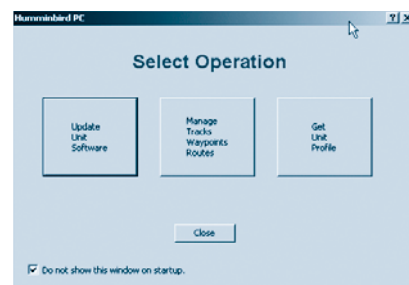 Humminbird PC
Select Operation
Update
Unit
Software
Manage
Tracks
Waypoints
Routes
Get
Unit
Profile
Close
Do not show this window on startup.